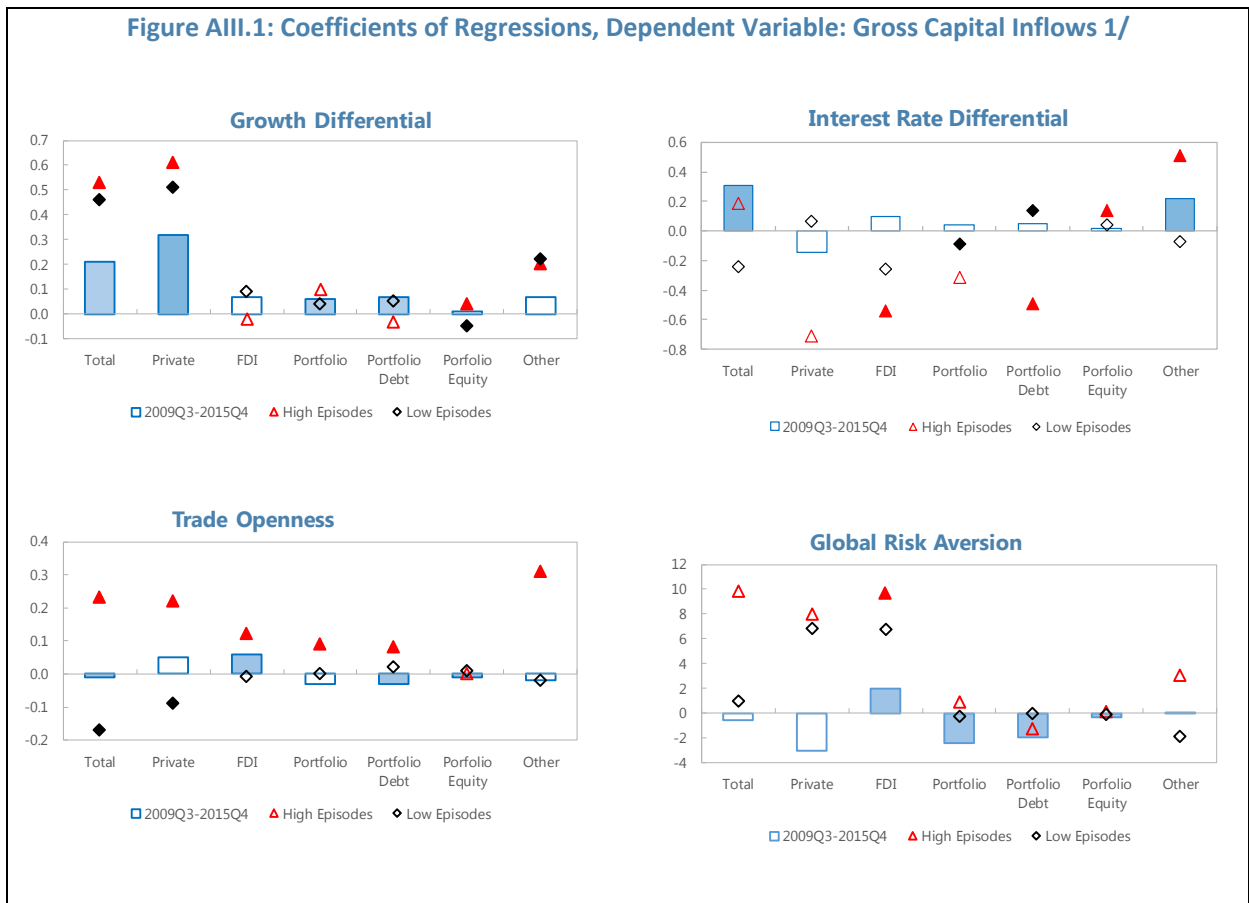 Figure AIII.1: Coefficients of Regressions, Dependent Variable: Gross Capital Inflows 1/
Growth Differential
0.7
0.6
0.5
0.4
0.3
0.2
0.1
0.0
-0.1
Total Private FDI Portfolio Portfolio Debt Porfolio Equity Other
2009Q3-2015Q4 High Episodes Low Episodes
Interest Rate Differential
0.6
0.4
0.2
0.0
-0.2
-0.4
-0.6
-0.8
Total Private FDI Portfolio Portfolio Debt Porfolio Equity Other
2009Q3-2015Q4 High Episodes Low Episodes
Trade Openness
0.4
0.3
0.2
0.1
0.0
-0.1
-0.2
Total Private FDI Portfolio Portfolio Debt Porfolio Equity Other
2009Q3-2015Q4 High Episodes Low Episodes
Global Risk Aversion
12
10
8
6
4
2
0
-2
-4
Total Private FDI Portfolio Portfolio Debt Porfolio Equity Other
2009Q3-2015Q4 High Episodes Low Episodes